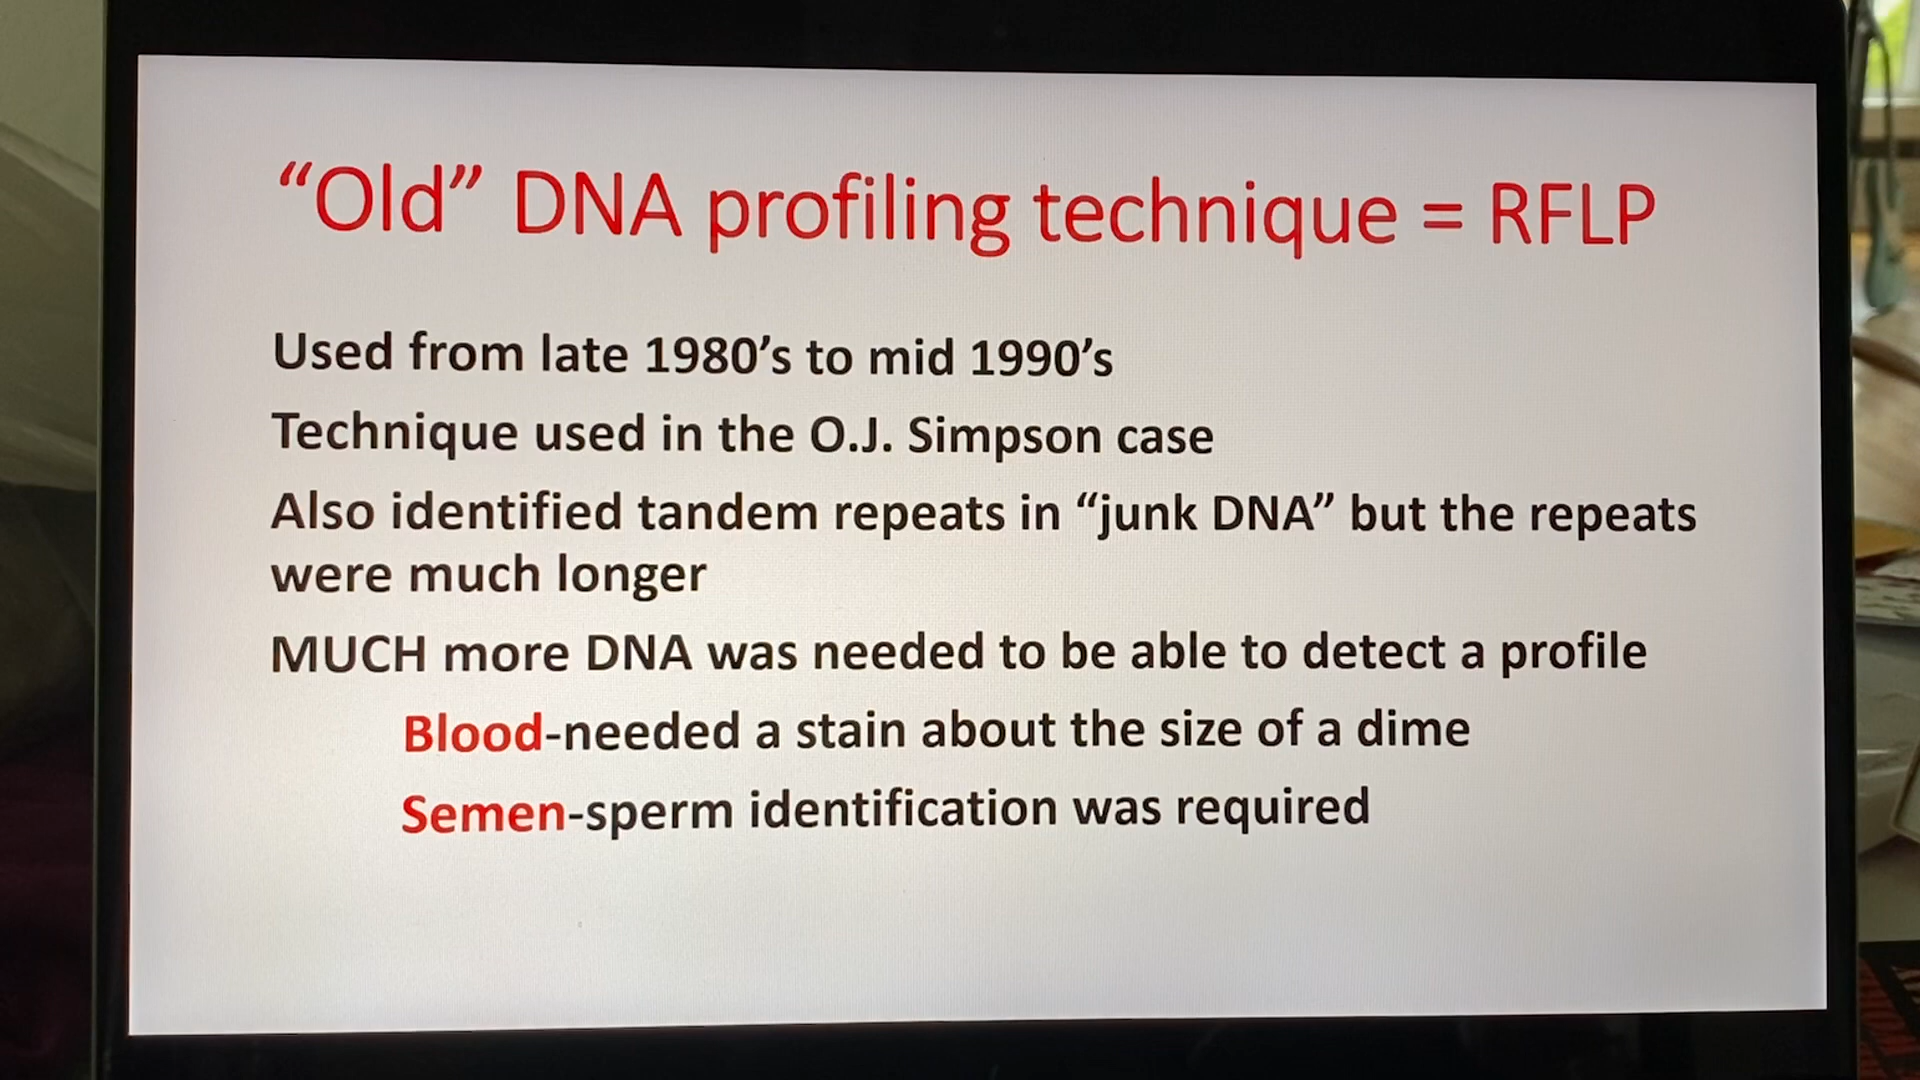 “Old” DNA profiling technique = RFLP
Used from late 1980’s to mid 1990’s
Technique used in the O.J. Simpson case
Also identified tandem repeats in “junk DNA” but the repeats
were much longer
MUCH more DNA was needed to be able to detect a profile
Blood-needed a stain about the size of a dime
Semen-sperm identification was required